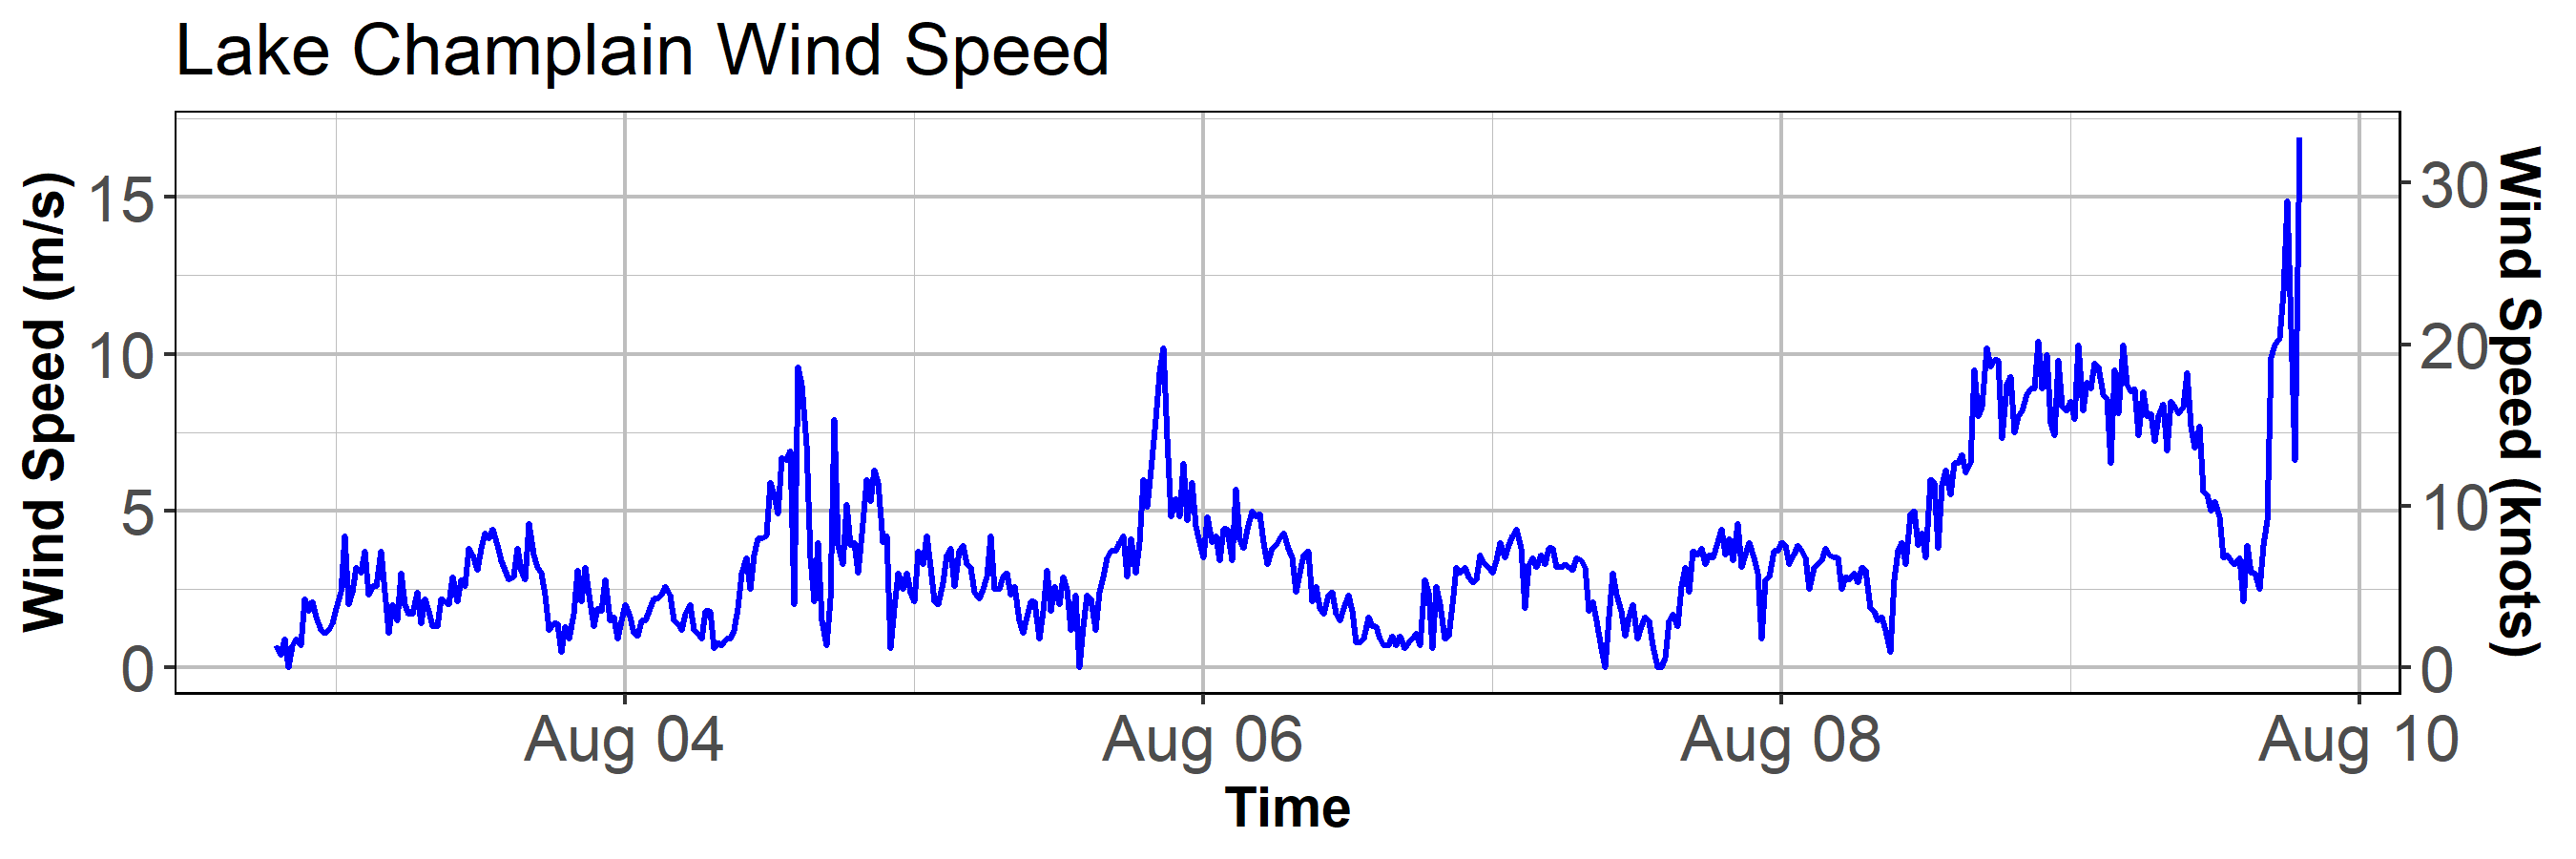 Lake Champlain Wind Speed
Wind Speed (m/s)
15
10
5
0
30
20
10
0
Wind Speed (knots)
Aug 04 Aug 06 Aug 08 Aug 10
Time